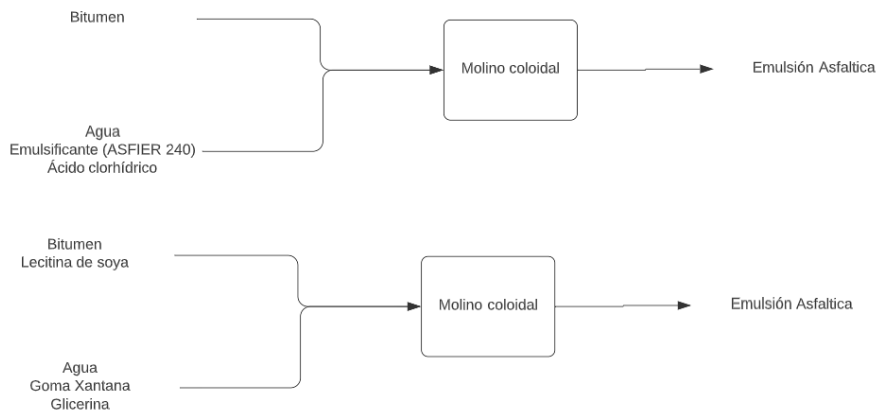 Bitumen
Molino coloidal
Emulsión Asfaltica
Agua
Emulsificante (ASFIER 240)
Ácido clorhídrico
Bitumen
Lecitina de soya
Molino coloidal
Emulsión Asfaltica
Agua
Goma Xantana
Glicerina